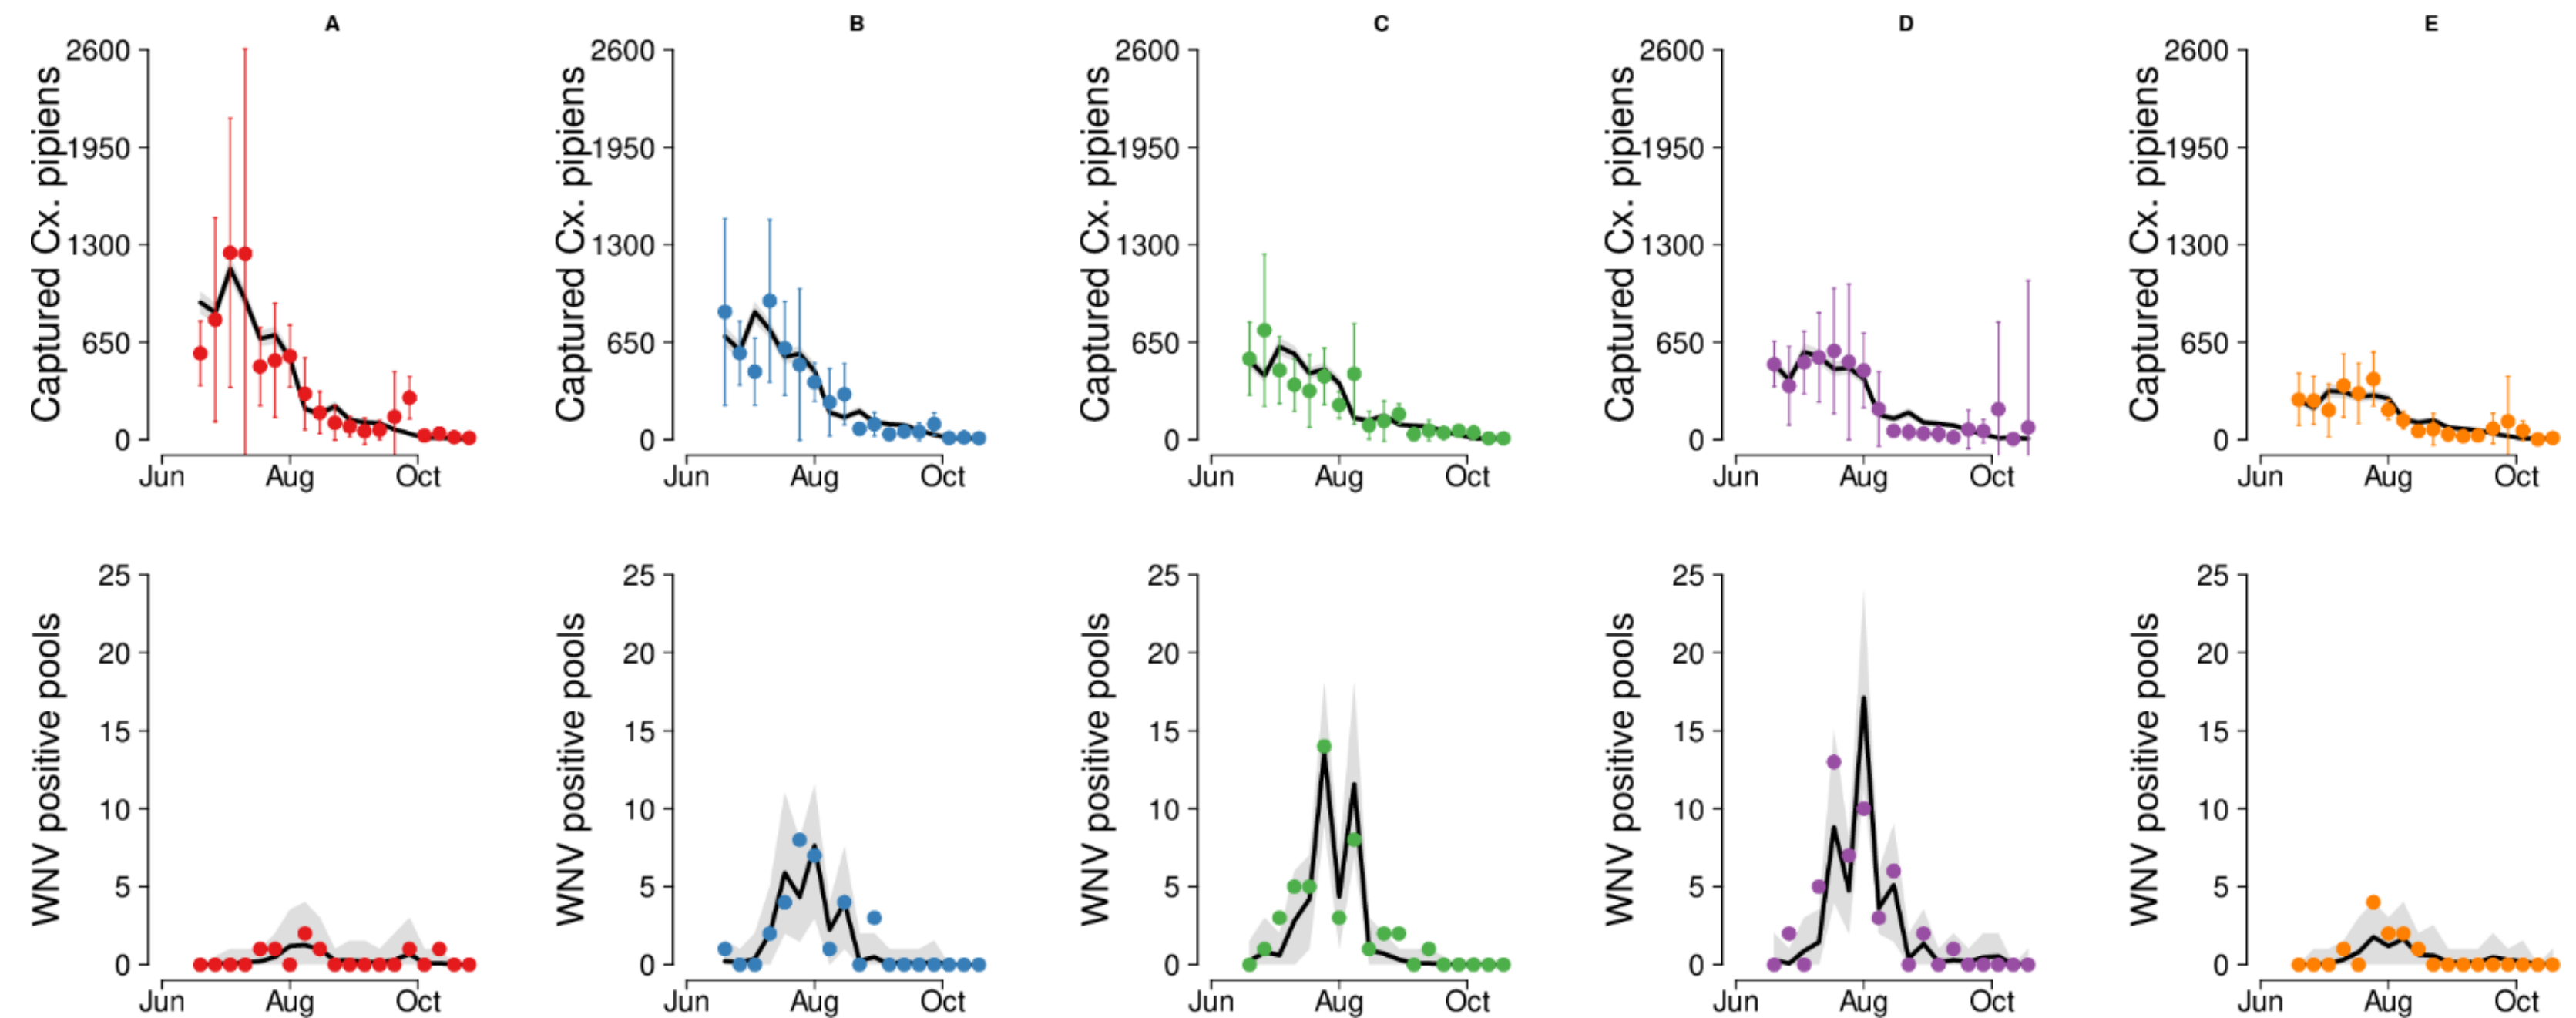 A
B
C
D
E
Captured Cx. pipiens
2600
1950
1300
650
0
Jun
Aug
Oct
Captured Cx. pipiens
2600
1950
1300
650
0
Jun
Aug
Oct
Captured Cx. pipiens
2600
1950
1300
650
0
Jun
Aug
Oct
Captured Cx. pipiens
2600
1950
1300
650
0
Jun
Aug
Oct
Captured Cx. pipiens
2600
1950
1300
650
0
Jun
Aug
Oct
WNV positive pools
25
20
15
10
5
0
Jun
Aug
Oct
WNV positive pools
25
20
15
10
5
0
Jun
Aug
Oct
WNV positive pools
25
20
15
10
5
0
Jun
Aug
Oct
WNV positive pools
25
20
15
10
5
0
Jun
Aug
Oct
WNV positive pools
25
20
15
10
5
0
Jun
Aug
Oct